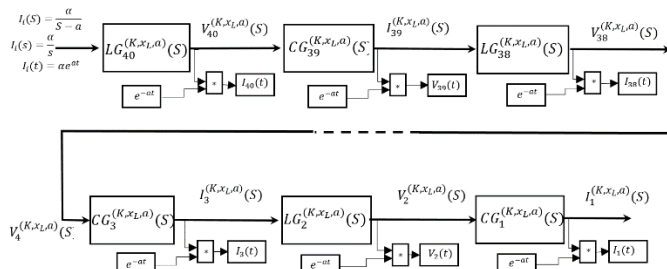 I_i(S) = α/(S−a)
I_i(s) = α/s
I_i(t) = αe^{at}
LG_{40}^{(K,x_L,a)}(S)
V_{40}^{(K,x_L,a)}(S)
CG_{39}^{(K,x_L,a)}(S)
I_{39}^{(K,x_L,a)}(S)
LG_{38}^{(K,x_L,a)}(S)
V_{38}^{(K,x_L,a)}(S)
e^{−at}
*
I_{40}(t)
e^{−at}
*
V_{39}(t)
e^{−at}
*
I_{38}(t)
V_4^{(K,x_L,a)}(S)
CG_3^{(K,x_L,a)}(S)
I_3^{(K,x_L,a)}(S)
LG_2^{(K,x_L,a)}(S)
V_2^{(K,x_L,a)}(S)
CG_1^{(K,x_L,a)}(S)
I_1^{(K,x_L,a)}(S)
e^{−at}
*
I_3(t)
e^{−at}
*
V_2(t)
e^{−at}
*
I_1(t)